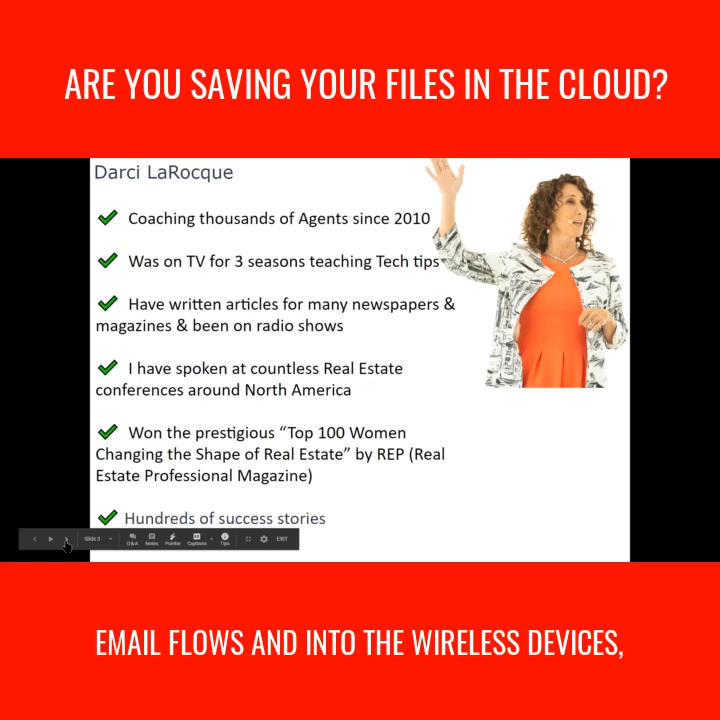 ARE YOU SAVING YOUR FILES IN THE CLOUD?
Darci LaRocque
Coaching thousands of Agents since 2010
Was on TV for 3 seasons teaching Tech tips
Have written articles for many newspapers &
magazines & been on radio shows
I have spoken at countless Real Estate
conferences around North America
Won the prestigious “Top 100 Women
Changing the Shape of Real Estate” by REP (Real
Estate Professional Magazine)
Hundreds of success stories
Slide 3 Q&A Notes Pointer Captions Tips EXIT
EMAIL FLOWS AND INTO THE WIRELESS DEVICES,